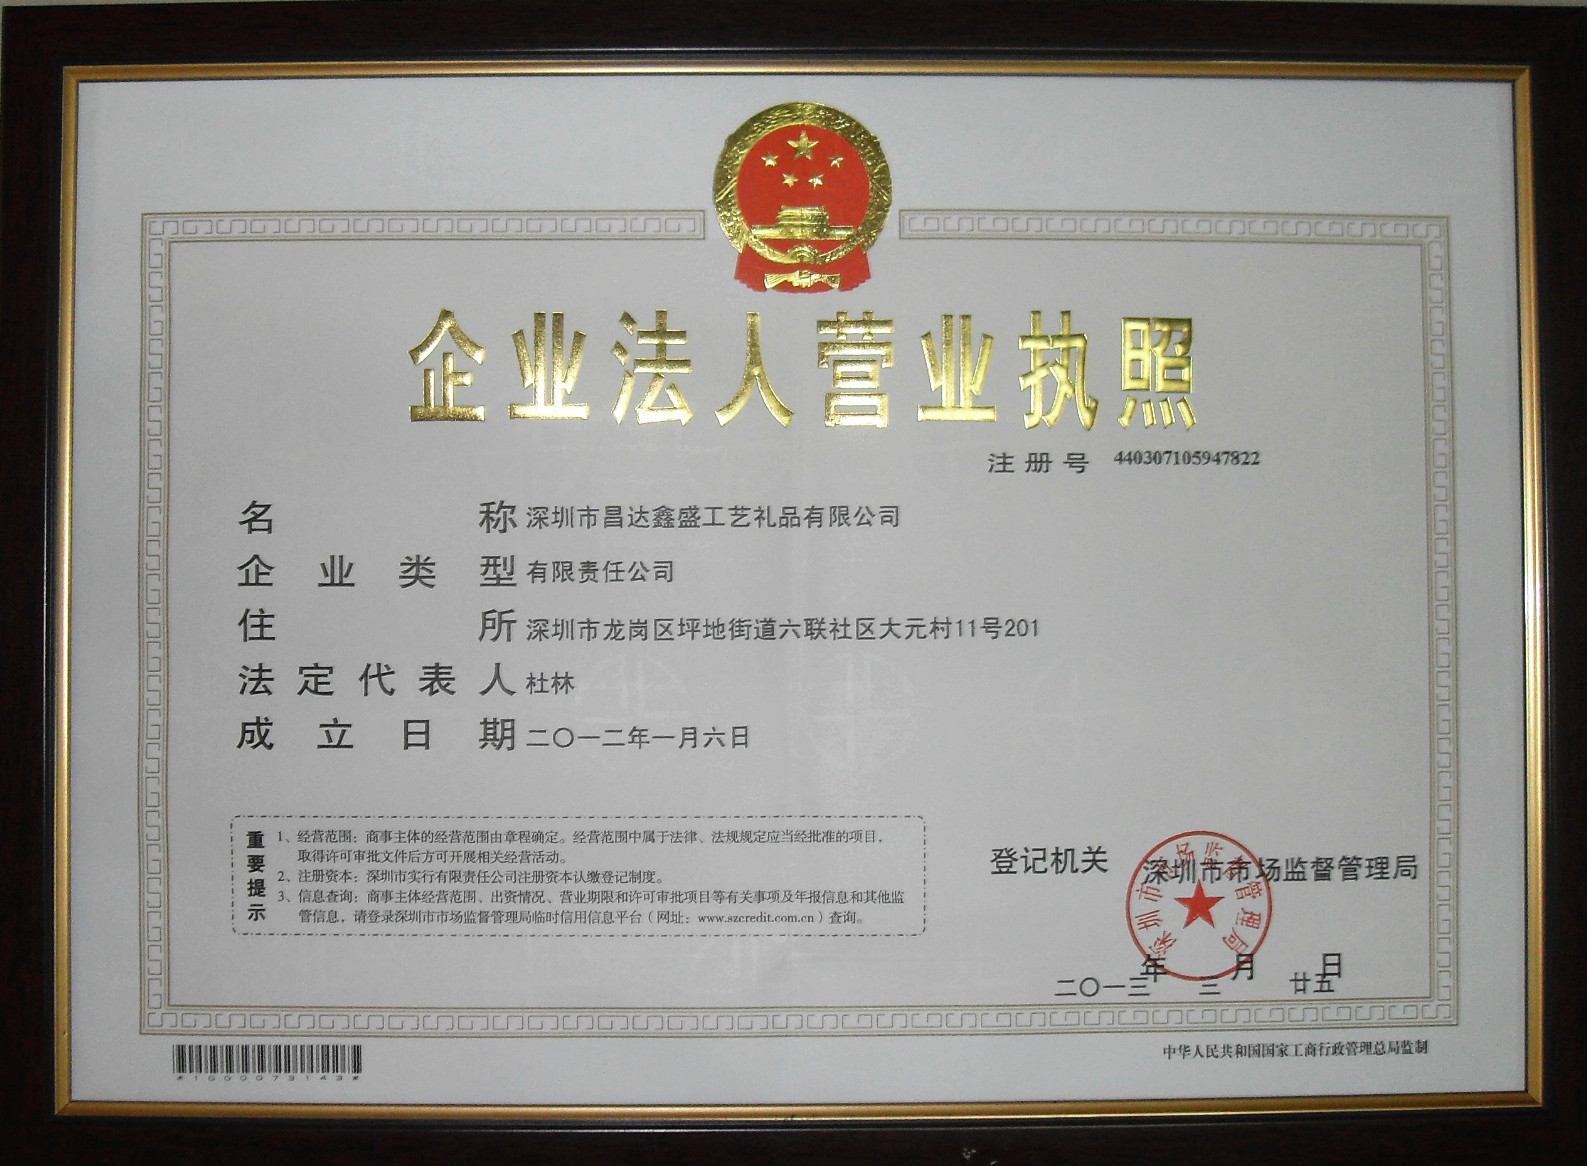 企业法人营业执照
注册号 440307105947822
名称 深圳市昌达鑫盛工艺礼品有限公司
企业类型 有限责任公司
住所 深圳市龙岗区坪地街道六联社区大元村11号201
法定代表人 杜林
成立日期 二〇一二年一月六日
重要提示
1、经营范围：商事主体的经营范围由章程确定。经营范围中属于法律、法规规定应当经批准的项目，
取得许可审批文件后方可开展相关经营活动。
2、注册资本：深圳市实行有限责任公司注册资本认缴登记制度。
3、信息查询：商事主体经营范围、出资情况、营业期限和许可审批项目等有关事项及年报信息和其他监
管信息，请登录深圳市市场监督管理局临时信用信息平台（网址：www.szcredit.com.cn）查询。
登记机关 深圳市市场监督管理局
深圳市市场监督管理局
年 月 日
二〇一三 三 廿五
中华人民共和国国家工商行政管理总局监制